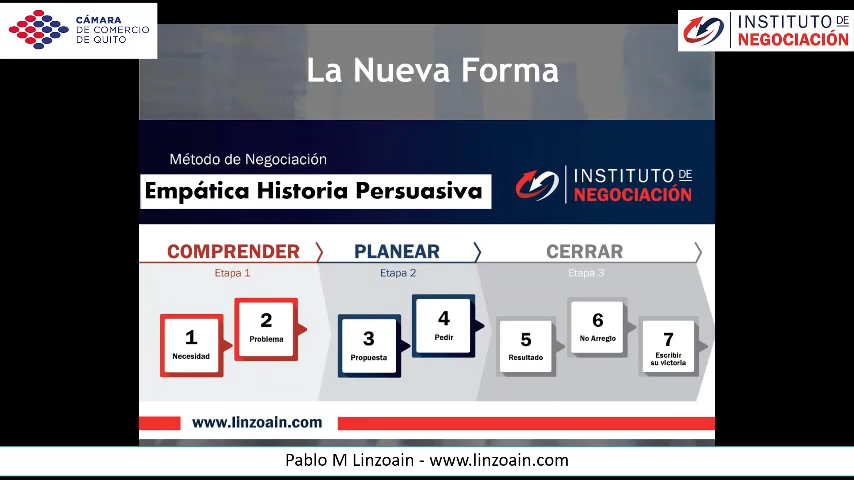 CÁMARA
DE COMERCIO
DE QUITO
INSTITUTO DE
NEGOCIACIÓN
La Nueva Forma
Método de Negociación
Empática Historia Persuasiva
INSTITUTO DE
NEGOCIACIÓN
COMPRENDER
Etapa 1
PLANEAR
Etapa 2
CERRAR
Etapa 3
1
Necesidad
2
Problema
3
Propuesta
4
Pedir
5
Resultado
6
No Arreglo
7
Escribir
su victoria
www.linzoain.com
Pablo M Linzoain - www.linzoain.com